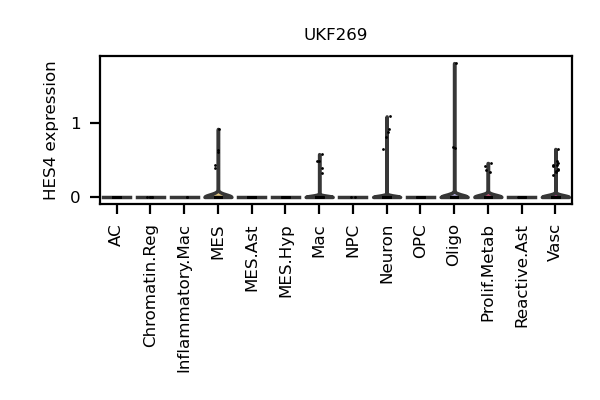 UKF269
HES4 expression
1
0
AC
Chromatin.Reg
Inflammatory.Mac
MES
MES.Ast
MES.Hyp
Mac
NPC
Neuron
OPC
Oligo
Prolif.Metab
Reactive.Ast
Vasc